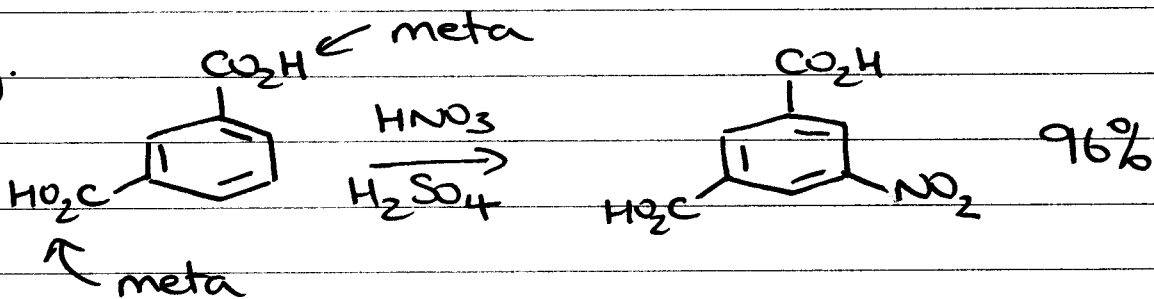 CO₂H ← meta
HNO₃
H₂SO₄
HO₂C
meta
CO₂H
HO₂C
NO₂
96%